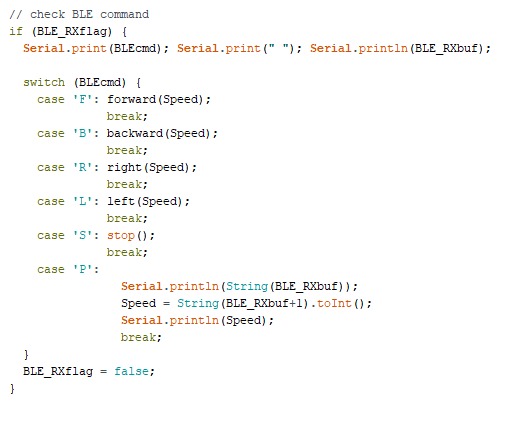 // check BLE command
if (BLE_RXflag) {
  Serial.print(BLEcmd); Serial.print(" "); Serial.println(BLE_RXbuf);

  switch (BLEcmd) {
    case 'F': forward(Speed);
              break;
    case 'B': backward(Speed);
              break;
    case 'R': right(Speed);
              break;
    case 'L': left(Speed);
              break;
    case 'S': stop();
              break;
    case 'P':
                Serial.println(String(BLE_RXbuf));
                Speed = String(BLE_RXbuf+1).toInt();
                Serial.println(Speed);
                break;
  }
  BLE_RXflag = false;
}